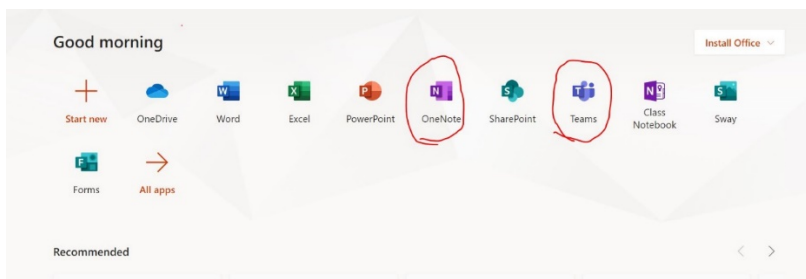 Good morning
Install Office
Start new OneDrive Word Excel PowerPoint OneNote SharePoint Teams Class Notebook Sway
Forms All apps
Recommended